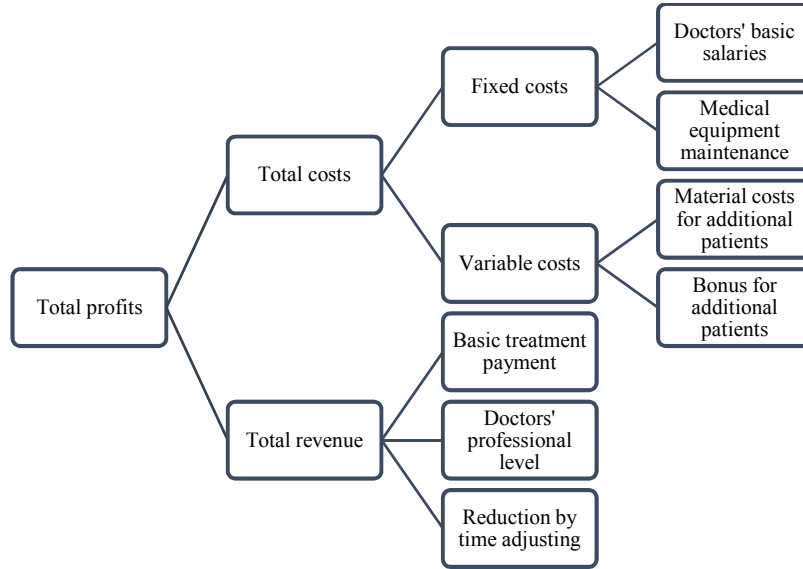 Doctors' basic
salaries
Fixed costs
Medical
equipment
maintenance
Total costs
Material costs
for additional
patients
Variable costs
Bonus for
additional
patients
Total profits
Basic treatment
payment
Total revenue
Doctors'
professional
level
Reduction by
time adjusting